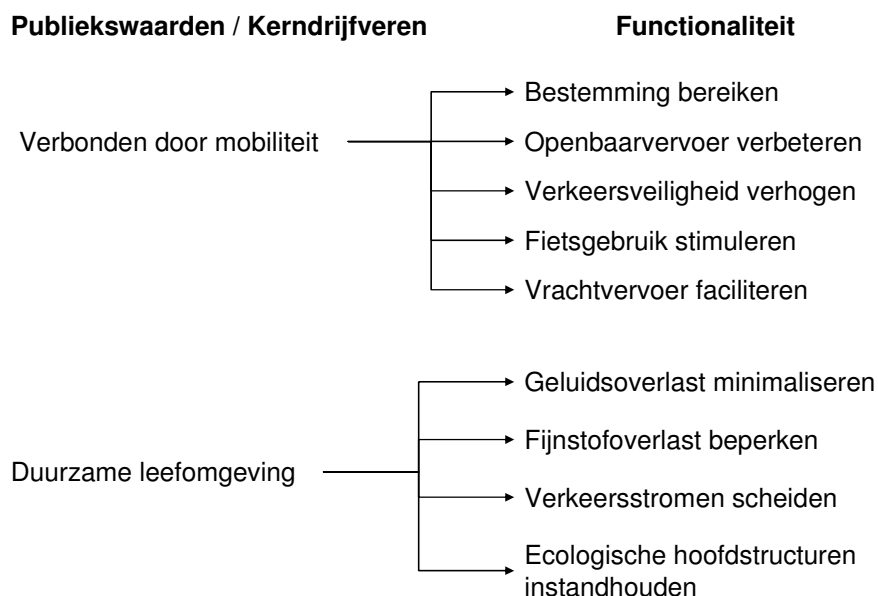 Publiekswaarden / Kerndrijfveren
Functionaliteit
Verbonden door mobiliteit
Bestemming bereiken
Openbaarvervoer verbeteren
Verkeersveiligheid verhogen
Fietsgebruik stimuleren
Vrachtvervoer faciliteren
Duurzame leefomgeving
Geluidsoverlast minimaliseren
Fijnstofoverlast beperken
Verkeersstromen scheiden
Ecologische hoofdstructuren
instandhouden